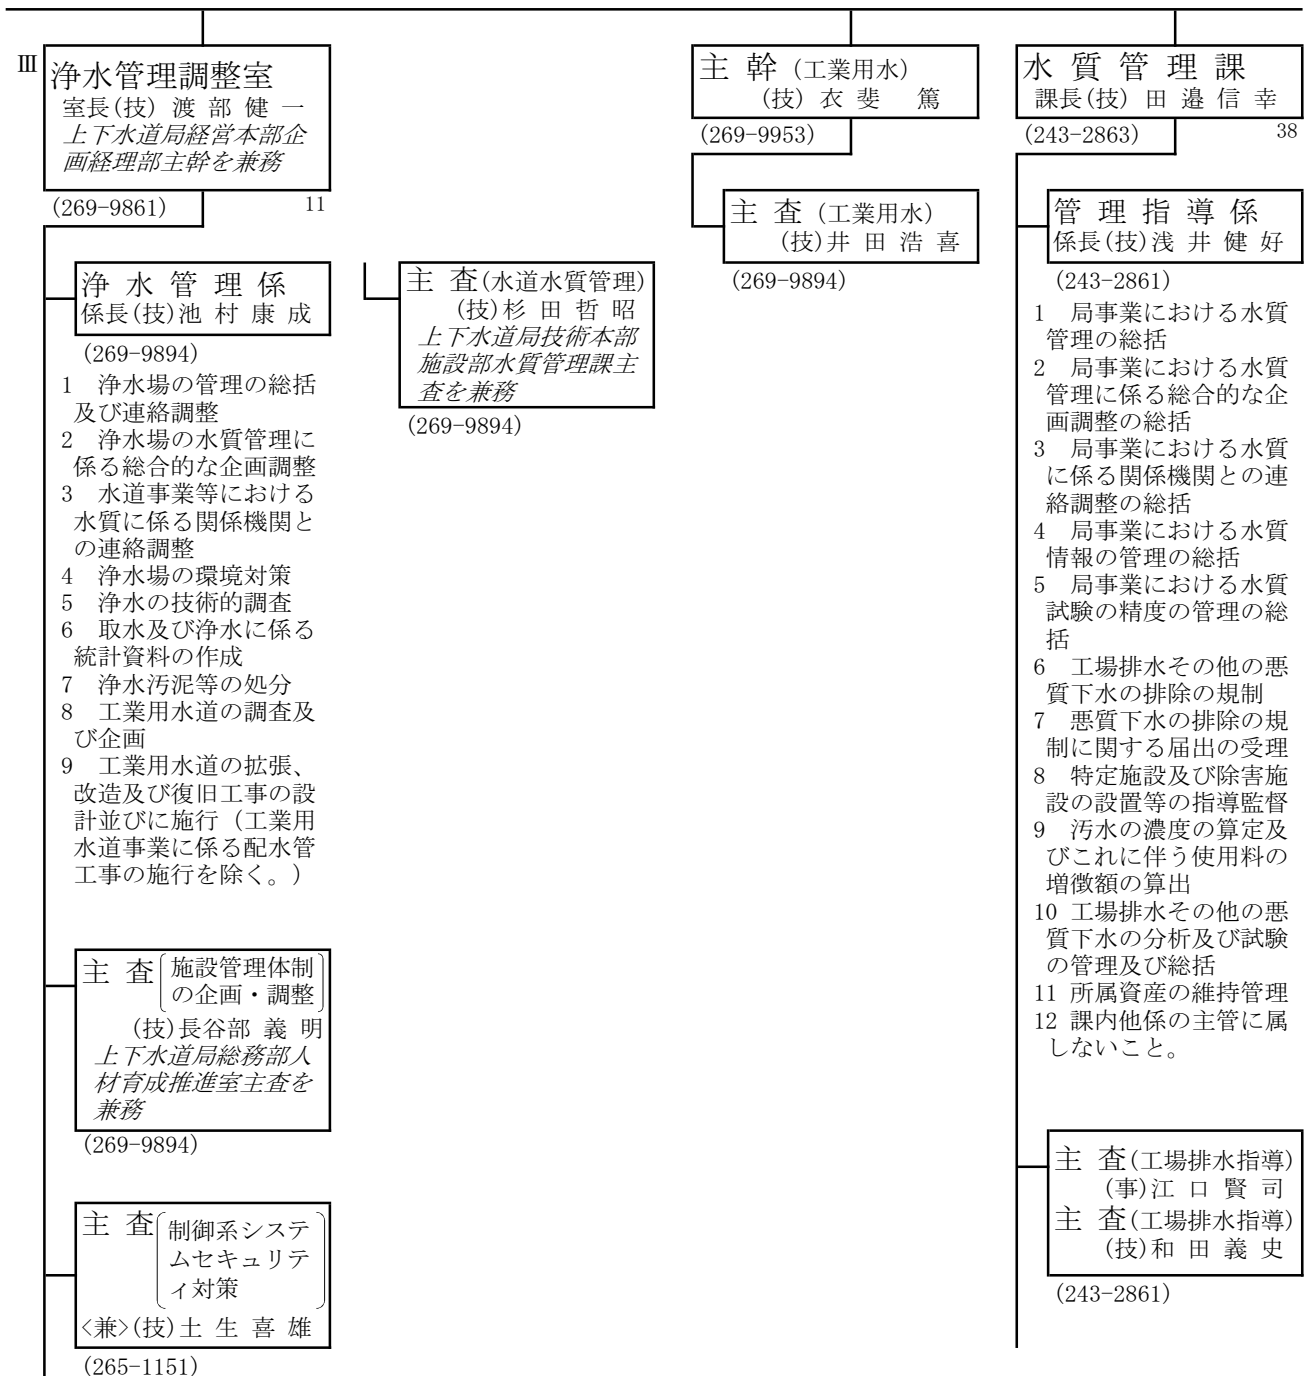 Ⅲ
浄水管理調整室
室長(技) 渡 部 健 一
上下水道局経営本部企
画経理部主幹を兼務
(269-9861)
11
浄 水 管 理 係
係長(技)池 村 康 成
(269-9894)
1 浄水場の管理の総括
及び連絡調整
2 浄水場の水質管理に
係る総合的な企画調整
3 水道事業等における
水質に係る関係機関と
の連絡調整
4 浄水場の環境対策
5 浄水の技術的調査
6 取水及び浄水に係る
統計資料の作成
7 浄水汚泥等の処分
8 工業用水道の調査及
び企画
9 工業用水道の拡張、
改造及び復旧工事の設
計並びに施行（工業用
水道事業に係る配水管
工事の施行を除く。）
主 査
施設管理体制
の企画・調整
(技)長谷部 義 明
上下水道局総務部人
材育成推進室主査を
兼務
(269-9894)
主 査
制御系システ
ムセキュリテ
ィ対策
<兼>(技)土 生 喜 雄
(265-1151)
主 査(水道水質管理)
(技)杉 田 哲 昭
上下水道局技術本部
施設部水質管理課主
査を兼務
(269-9894)
主 幹 (工業用水)
(技) 衣 斐 篤
(269-9953)
主 査 (工業用水)
(技)井 田 浩 喜
(269-9894)
水 質 管 理 課
課長(技) 田 邉 信 幸
(243-2863)
38
管 理 指 導 係
係長(技)浅 井 健 好
(243-2861)
1 局事業における水質
管理の総括
2 局事業における水質
管理に係る総合的な企
画調整の総括
3 局事業における水質
に係る関係機関との連
絡調整の総括
4 局事業における水質
情報の管理の総括
5 局事業における水質
試験の精度の管理の総
括
6 工場排水その他の悪
質下水の排除の規制
7 悪質下水の排除の規
制に関する届出の受理
8 特定施設及び除害施
設の設置等の指導監督
9 汚水の濃度の算定及
びこれに伴う使用料の
増徴額の算出
10 工場排水その他の悪
質下水の分析及び試験
の管理及び総括
11 所属資産の維持管理
12 課内他係の主管に属
しないこと。
主 査(工場排水指導)
(事)江 口 賢 司
主 査(工場排水指導)
(技)和 田 義 史
(243-2861)